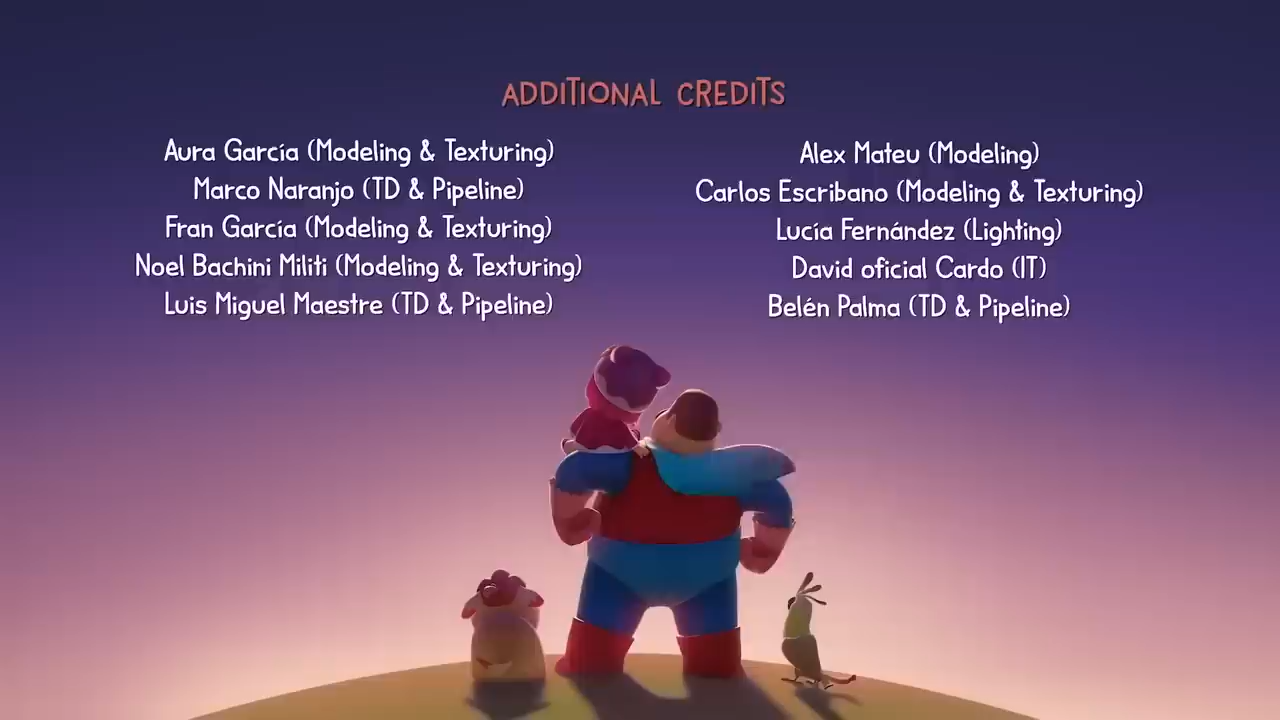 ADDITIONAL CREDITS
Aura García (Modeling & Texturing)
Marco Naranjo (TD & Pipeline)
Fran García (Modeling & Texturing)
Noel Bachini Militi (Modeling & Texturing)
Luis Miguel Maestre (TD & Pipeline)
Alex Mateu (Modeling)
Carlos Escribano (Modeling & Texturing)
Lucía Fernández (Lighting)
David oficial Cardo (IT)
Belén Palma (TD & Pipeline)